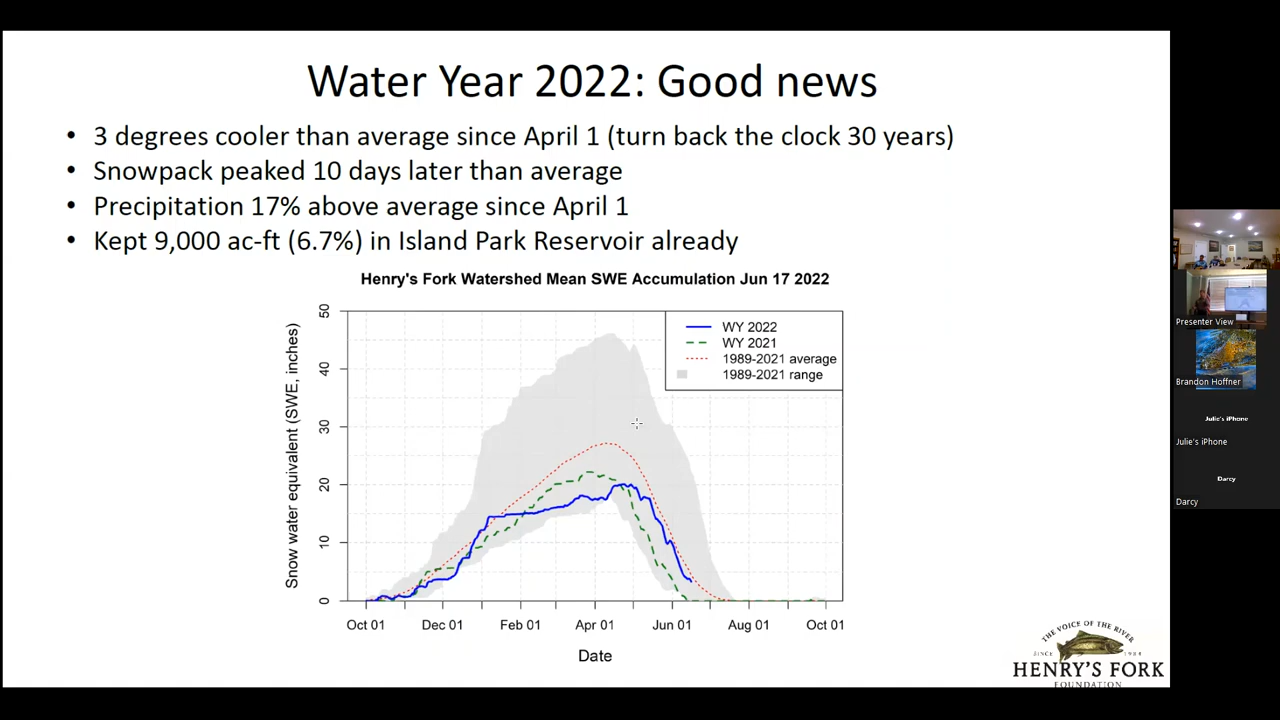 Water Year 2022: Good news
• 3 degrees cooler than average since April 1 (turn back the clock 30 years)
• Snowpack peaked 10 days later than average
• Precipitation 17% above average since April 1
• Kept 9,000 ac-ft (6.7%) in Island Park Reservoir already
Henry's Fork Watershed Mean SWE Accumulation Jun 17 2022
Snow water equivalent (SWE, inches)
50
40
30
20
10
0
WY 2022
WY 2021
1989-2021 average
1989-2021 range
Oct 01
Dec 01
Feb 01
Apr 01
Jun 01
Aug 01
Oct 01
Date
THE VOICE OF THE RIVER
SINCE 1984
HENRY'S FORK
FOUNDATION
Presenter View
Brandon Hoffner
Julie's iPhone
Julie's iPhone
Darcy
Darcy